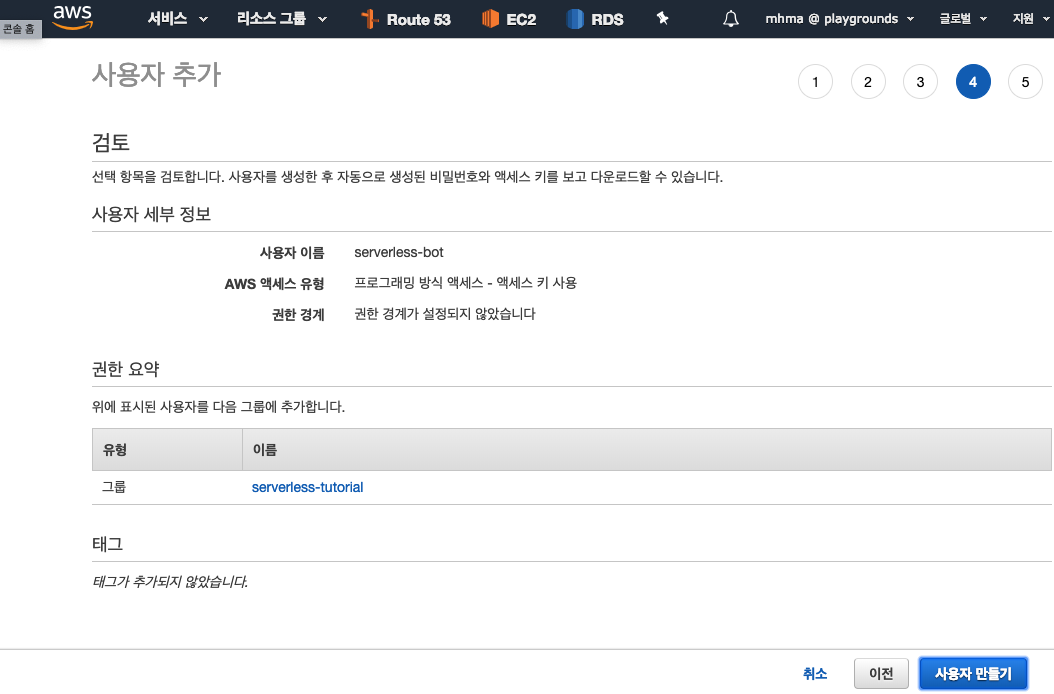 aws 서비스 리소스 그룹 Route 53 EC2 RDS mhma @ playgrounds 글로벌 지원
콘솔 홈
사용자 추가
1 2 3 4 5
검토
선택 항목을 검토합니다. 사용자를 생성한 후 자동으로 생성된 비밀번호와 액세스 키를 보고 다운로드할 수 있습니다.
사용자 세부 정보
사용자 이름 serverless-bot
AWS 액세스 유형 프로그래밍 방식 액세스 - 액세스 키 사용
권한 경계 권한 경계가 설정되지 않았습니다
권한 요약
위에 표시된 사용자를 다음 그룹에 추가합니다.
유형 이름
그룹 serverless-tutorial
태그
태그가 추가되지 않았습니다.
취소 이전 사용자 만들기